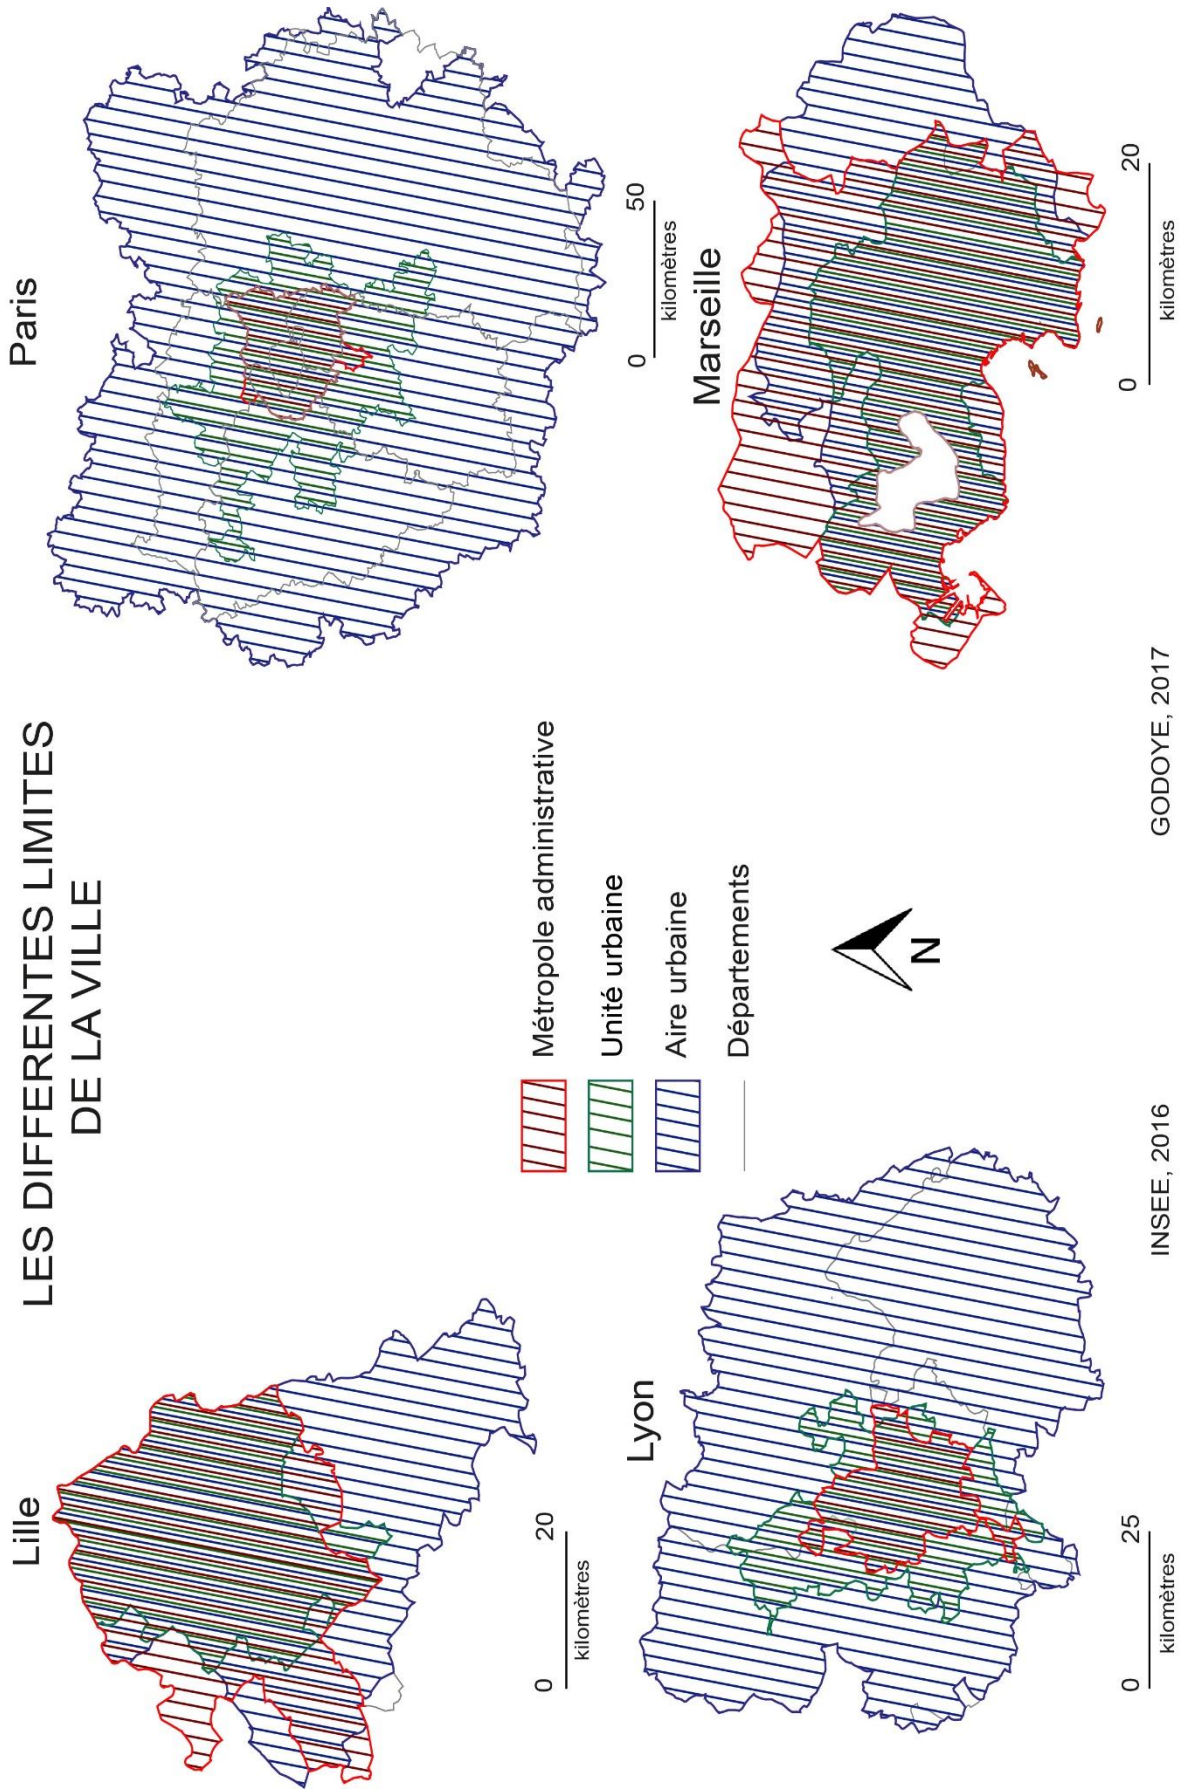 LES DIFFERENTES LIMITES
DE LA VILLE
Lille
Paris
0 20
kilomètres
0 50
kilomètres
Métropole administrative
Unité urbaine
Aire urbaine
Départements
N
Lyon
Marseille
0 25
kilomètres
0 20
kilomètres
INSEE, 2016
GODOYE, 2017